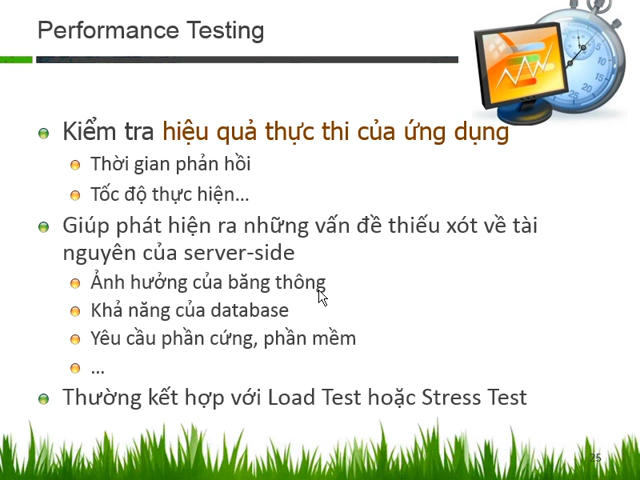 Performance Testing
Kiểm tra hiệu quả thực thi của ứng dụng
Thời gian phản hồi
Tốc độ thực hiện…
Giúp phát hiện ra những vấn đề thiếu xót về tài
nguyên của server-side
Ảnh hưởng của băng thông
Khả năng của database
Yêu cầu phần cứng, phần mềm
…
Thường kết hợp với Load Test hoặc Stress Test
25